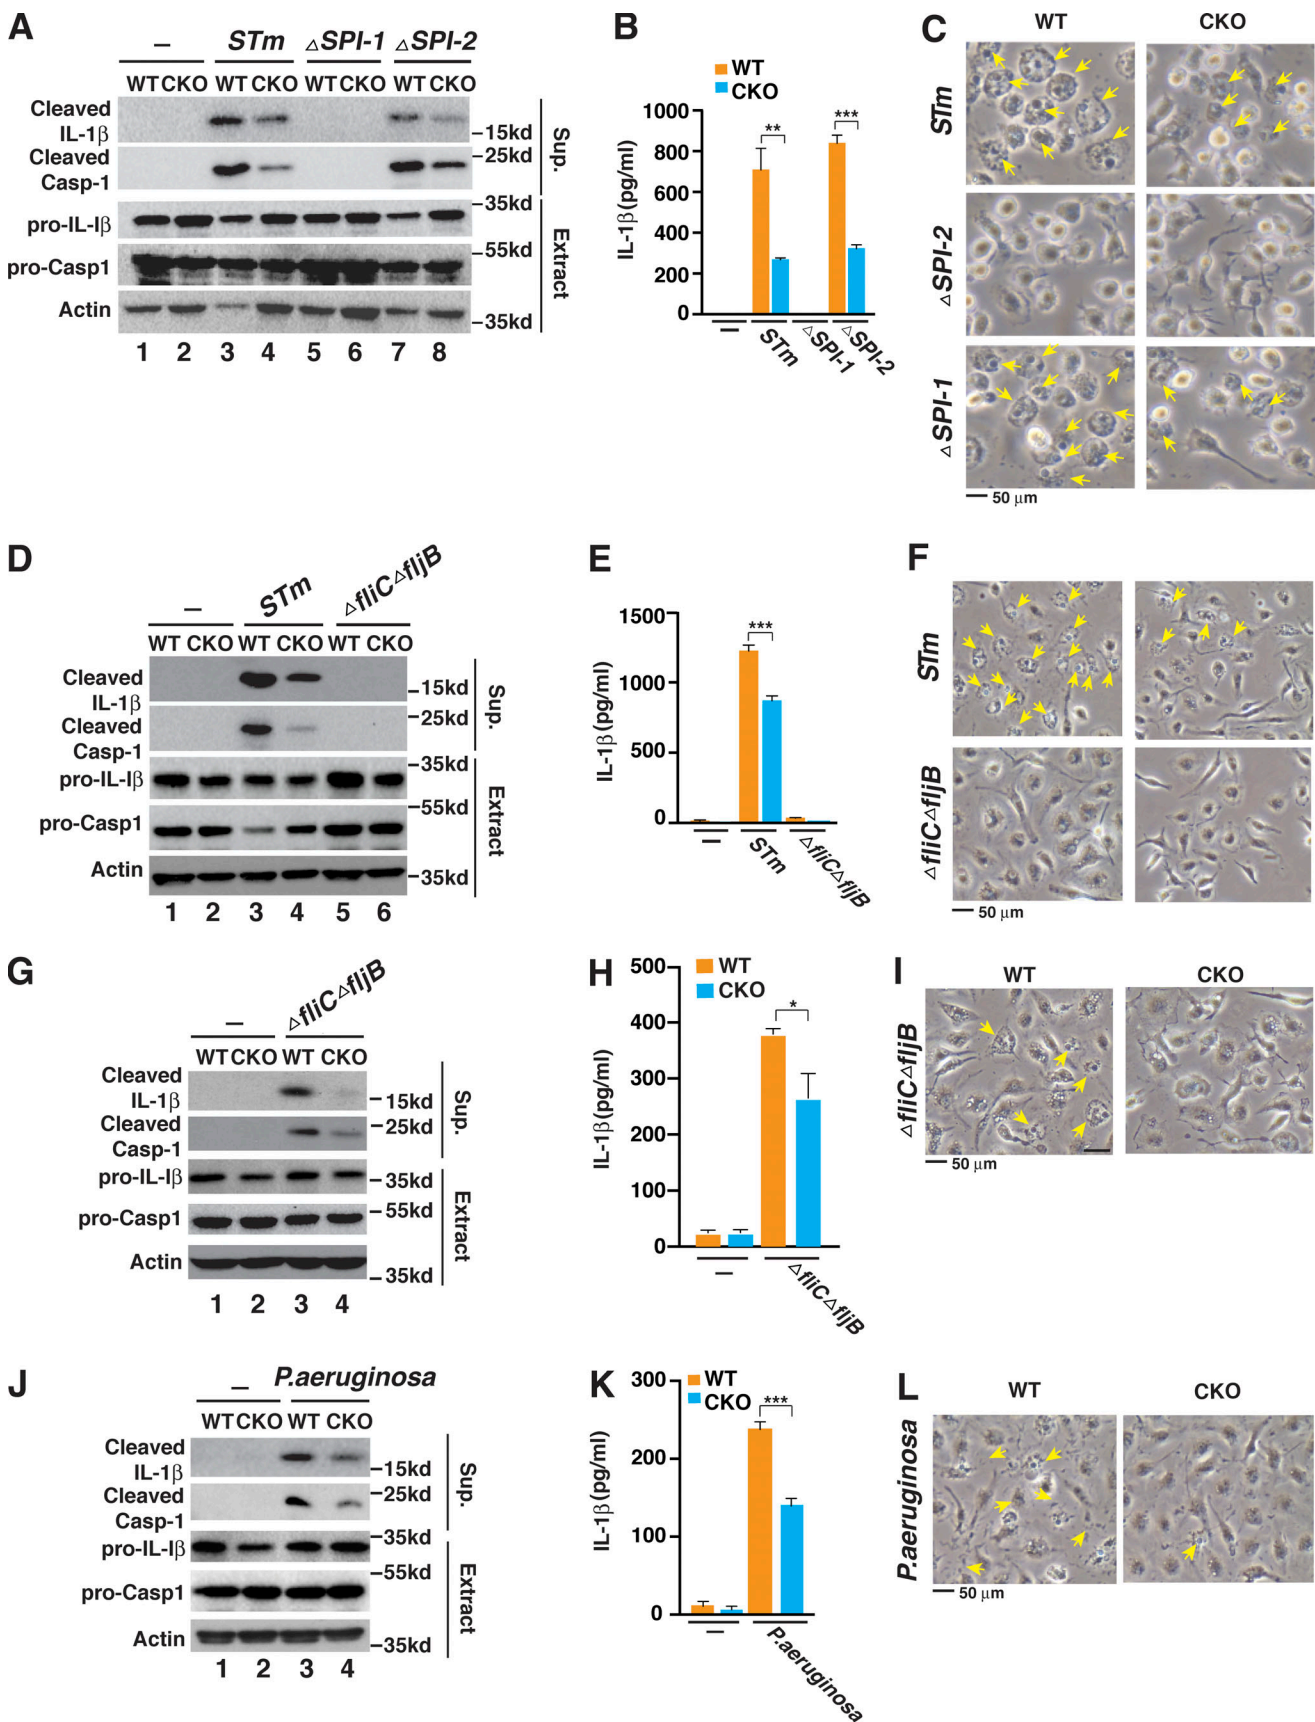 A
– STm △SPI-1 △SPI-2
WT CKO WT CKO WT CKO WT CKO
Cleaved
IL-1β
–15kd
Cleaved
Casp-1
–25kd
Sup.
pro-IL-Iβ
–35kd
pro-Casp1
–55kd
Actin
–35kd
Extract
1 2 3 4 5 6 7 8
B
WT
CKO
IL-1β(pg/ml)
1000
800
600
400
200
0
** ***
– STm △SPI-1 △SPI-2
C
WT CKO
STm
△SPI-2
△SPI-1
50 μm
D
– STm △fliC△fljB
WT CKO WT CKO WT CKO
Cleaved
IL-1β
–15kd
Cleaved
Casp-1
–25kd
Sup.
pro-IL-Iβ
–35kd
pro-Casp1
–55kd
Actin
–35kd
Extract
1 2 3 4 5 6
E
IL-1β(pg/ml)
1500
1000
500
0
***
– STm △fliC△fljB
F
STm
△fliC△fljB
50 μm
G
– △fliC△fljB
WT CKO WT CKO
Cleaved
IL-1β
–15kd
Cleaved
Casp-1
–25kd
Sup.
pro-IL-Iβ
–35kd
pro-Casp1
–55kd
Actin
–35kd
Extract
1 2 3 4
H
WT
CKO
IL-1β(pg/ml)
500
400
300
200
100
0
*
– △fliC△fljB
I
WT CKO
△fliC△fljB
50 μm
J
– P.aeruginosa
WT CKO WT CKO
Cleaved
IL-1β
–15kd
Cleaved
Casp-1
–25kd
Sup.
pro-IL-Iβ
–35kd
pro-Casp1
–55kd
Actin
–35kd
Extract
1 2 3 4
K
WT
CKO
IL-1β(pg/ml)
300
200
100
0
***
– P.aeruginosa
L
WT CKO
P.aeruginosa
50 μm